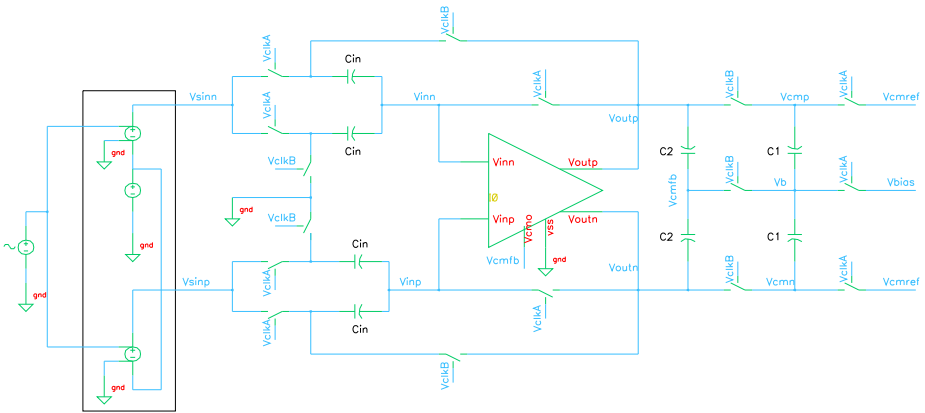 VclkB
VclkA
Cin
VclkA
VclkB
VclkA
Vsinn
VclkA
Vinn
Vcmp
Vcmref
Cin
Voutp
gnd
VclkB
Vinn
Voutp
C2
C1
VclkB
VclkA
Vcmfb
Vb
Vbias
I0
gnd
VclkB
Vinp
Voutn
Vcmo
vss
gnd
Cin
Vcmfb
gnd
C2
C1
Voutn
VclkB
VclkA
Vsinp
VclkA
Vinp
Vcmn
Vcmref
gnd
VclkA
Cin
VclkA
VclkB
gnd